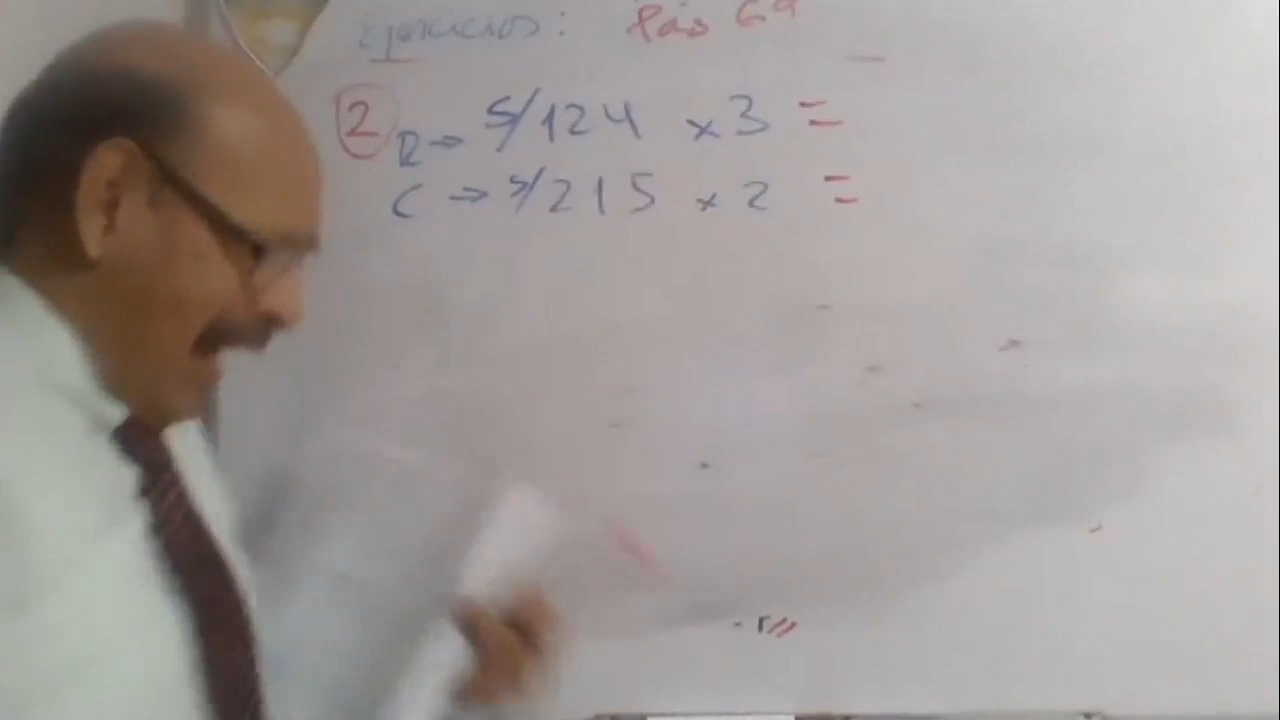 Ejercicios: Pág 69
2 R → S/124 x 3 =
C → S/215 x 2 =